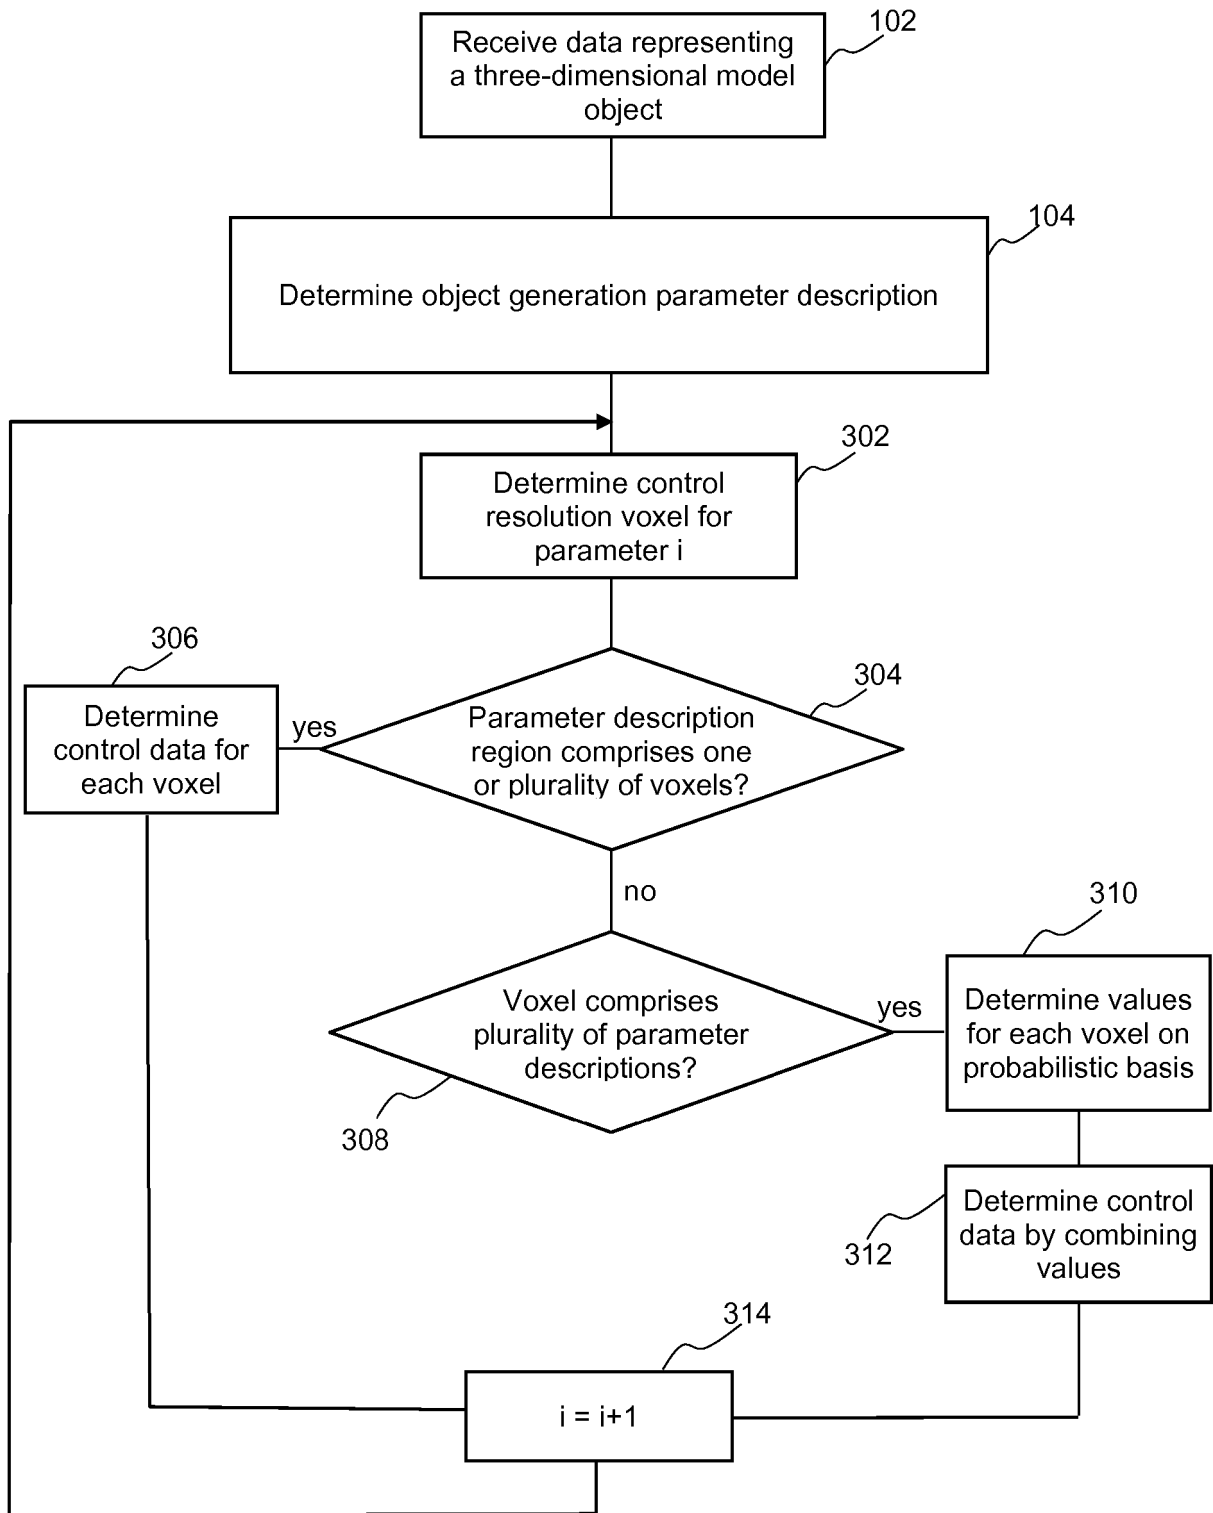 102
Receive data representing
a three-dimensional model
object
104
Determine object generation parameter description
302
Determine control
resolution voxel for
parameter i
306
Determine
control data for
each voxel
yes
304
Parameter description
region comprises one
or plurality of voxels?
no
310
Voxel comprises
plurality of parameter
descriptions?
yes
Determine values
for each voxel on
probabilistic basis
308
312
Determine control
data by combining
values
314
i = i+1